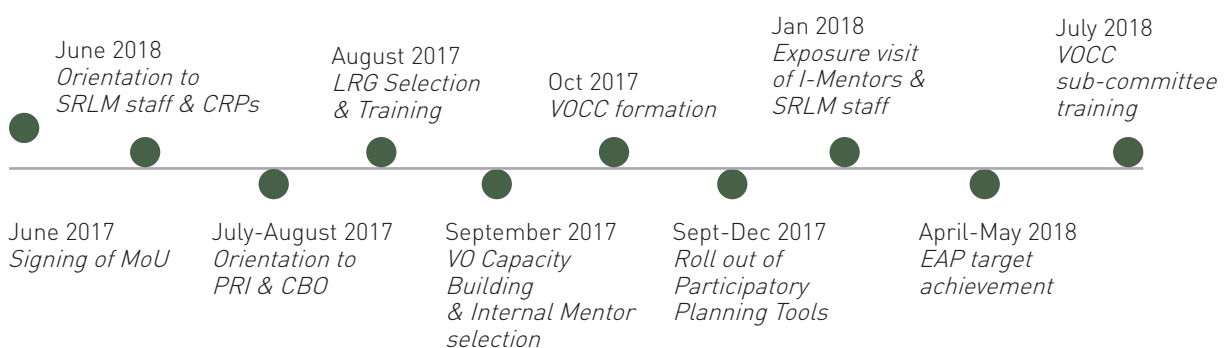 June 2018
Orientation to
SRLM staff & CRPs
August 2017
LRG Selection
& Training
Oct 2017
VOCC formation
Jan 2018
Exposure visit
of I-Mentors &
SRLM staff
July 2018
VOCC
sub-committee
training
June 2017
Signing of MoU
July-August 2017
Orientation to
PRI & CBO
September 2017
VO Capacity
Building
& Internal Mentor
selection
Sept-Dec 2017
Roll out of
Participatory
Planning Tools
April-May 2018
EAP target
achievement